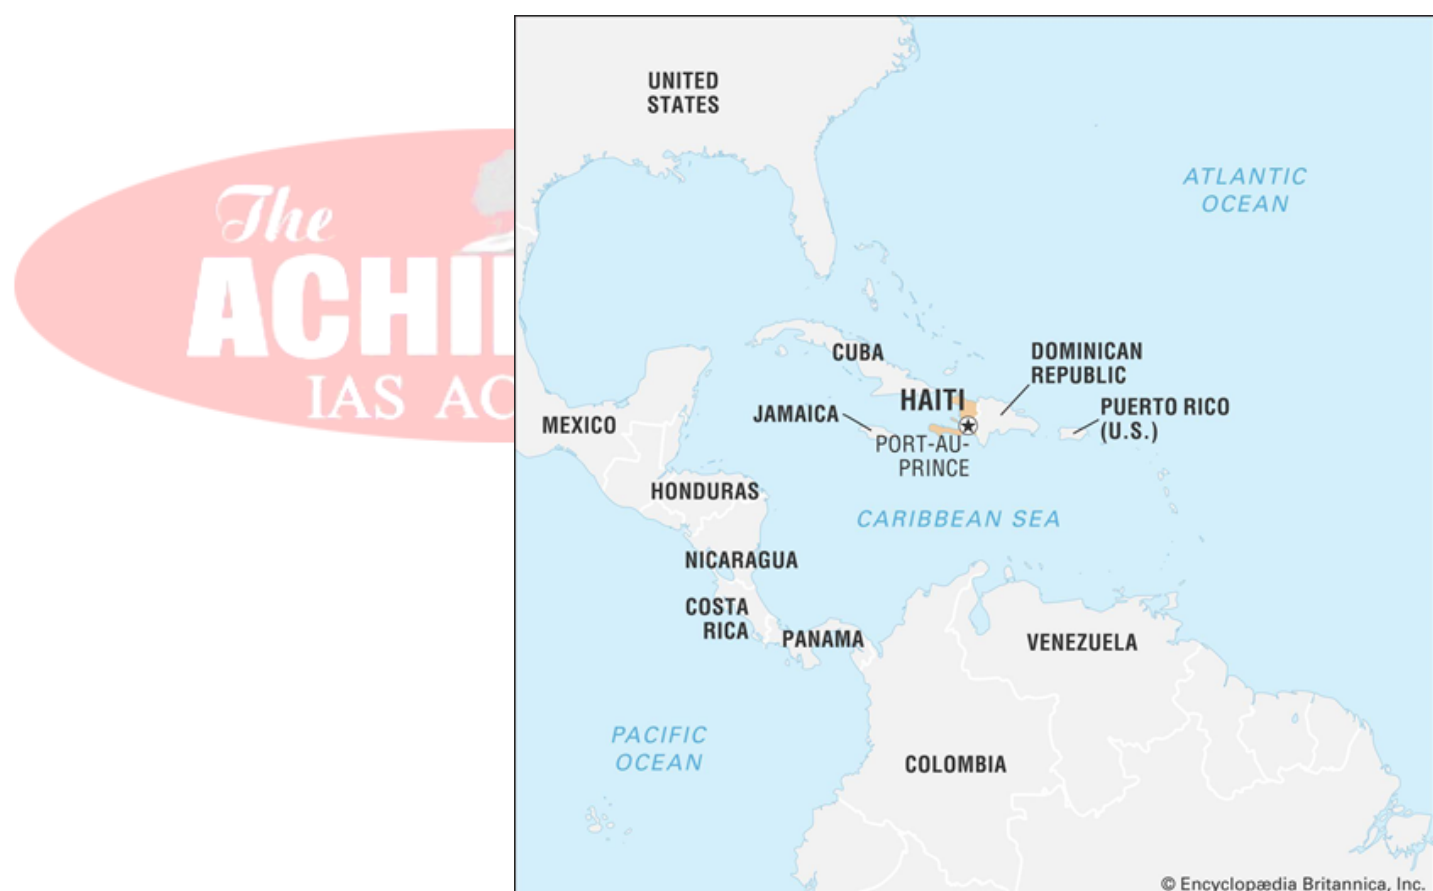 The
ACHI
IAS AC
UNITED
STATES
ATLANTIC
OCEAN
CUBA
DOMINICAN
REPUBLIC
HAITI
JAMAICA
PUERTO RICO
(U.S.)
MEXICO
PORT-AU-
PRINCE
HONDURAS
CARIBBEAN SEA
NICARAGUA
COSTA
RICA
PANAMA
VENEZUELA
PACIFIC
OCEAN
COLOMBIA
© Encyclopædia Britannica, Inc.